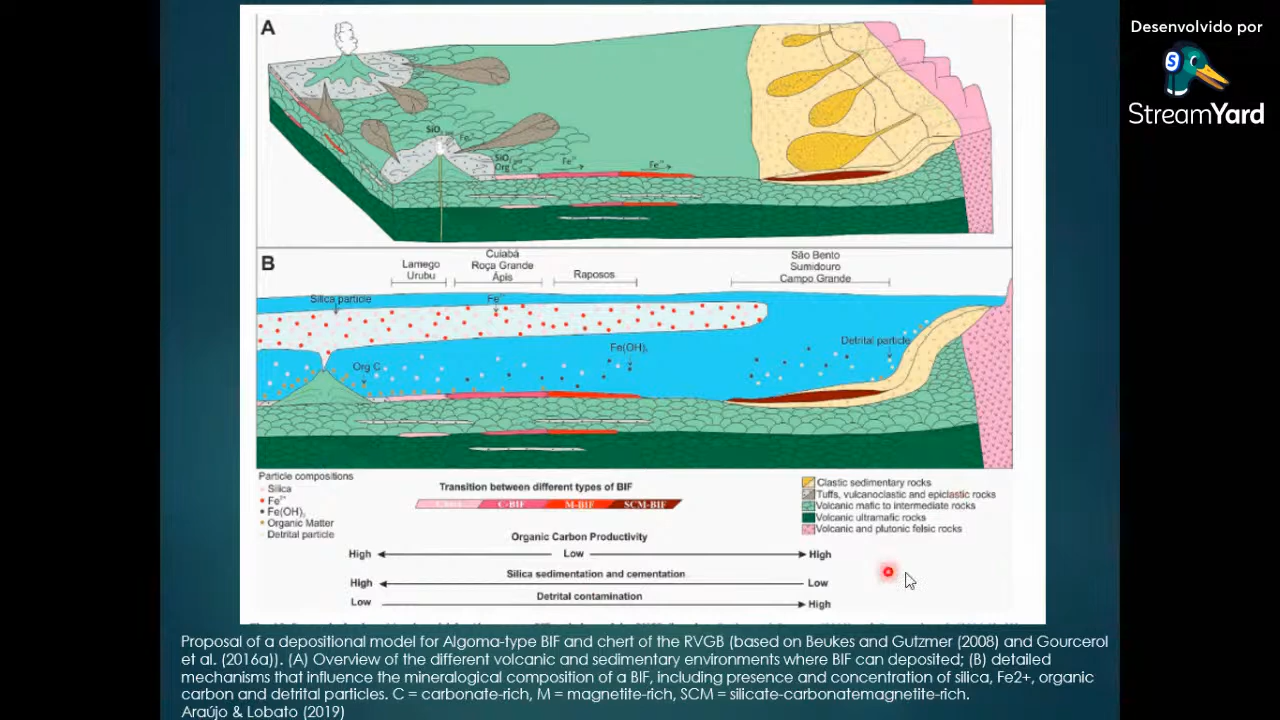 Desenvolvido por
StreamYard
A
SiO
Fe
SiO
Org
Fe
Fe
B
Lamego
Urubu
Cuiabá
Roça Grande
Ápis
Raposos
São Bento
Sumidouro
Campo Grande
Silica particle
Fe
Fe(OH)
Detrital particle
Org C
Particle compositions
Silica
Fe²⁺
Fe(OH)
Organic Matter
Detrital particle
Transition between different types of BIF
C-BIF
M-BIF
SCM-BIF
Clastic sedimentary rocks
Tuffs, vulcanoclastic and epiclastic rocks
Volcanic mafic to intermediate rocks
Volcanic ultramafic rocks
Volcanic and plutonic felsic rocks
Organic Carbon Productivity
High Low High
Silica sedimentation and cementation
High Low
Detrital contamination
Low High
Proposal of a depositional model for Algoma-type BIF and chert of the RVGB (based on Beukes and Gutzmer (2008) and Gourcerol
et al. (2016a)). (A) Overview of the different volcanic and sedimentary environments where BIF can deposited; (B) detailed
mechanisms that influence the mineralogical composition of a BIF, including presence and concentration of silica, Fe2+, organic
carbon and detrital particles. C = carbonate-rich, M = magnetite-rich, SCM = silicate-carbonatemagnetite-rich.
Araújo & Lobato (2019)